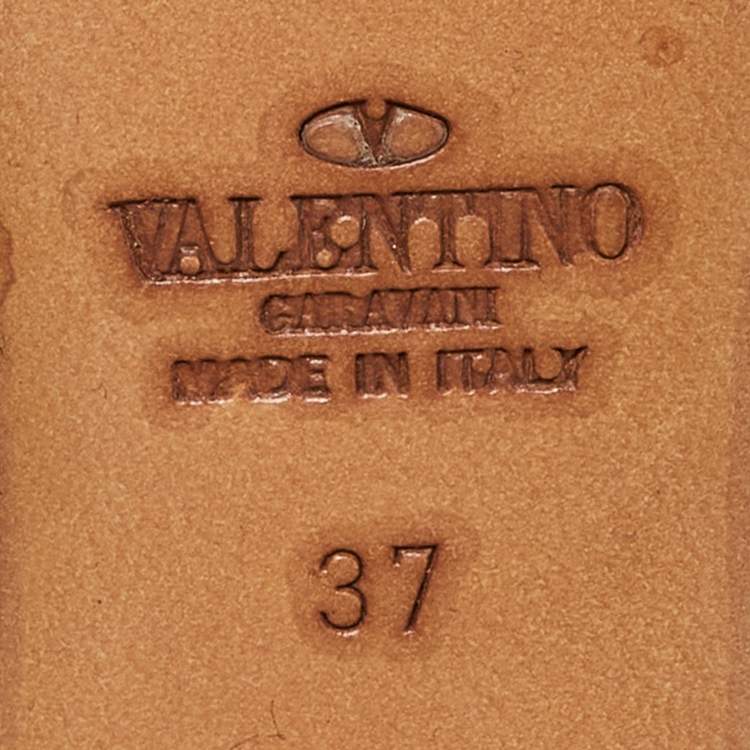 VALENTINO
GARAVANI
MADE IN ITALY
37